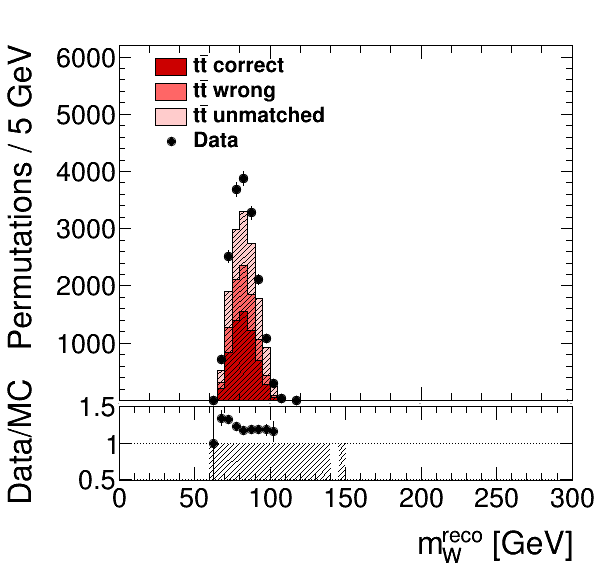 Permutations / 5 GeV
6000
5000
4000
3000
2000
1000
tt̄ correct
tt̄ wrong
tt̄ unmatched
Data
Data/MC
1.5
1
0.5
0 50 100 150 200 250 300
m_W^reco [GeV]